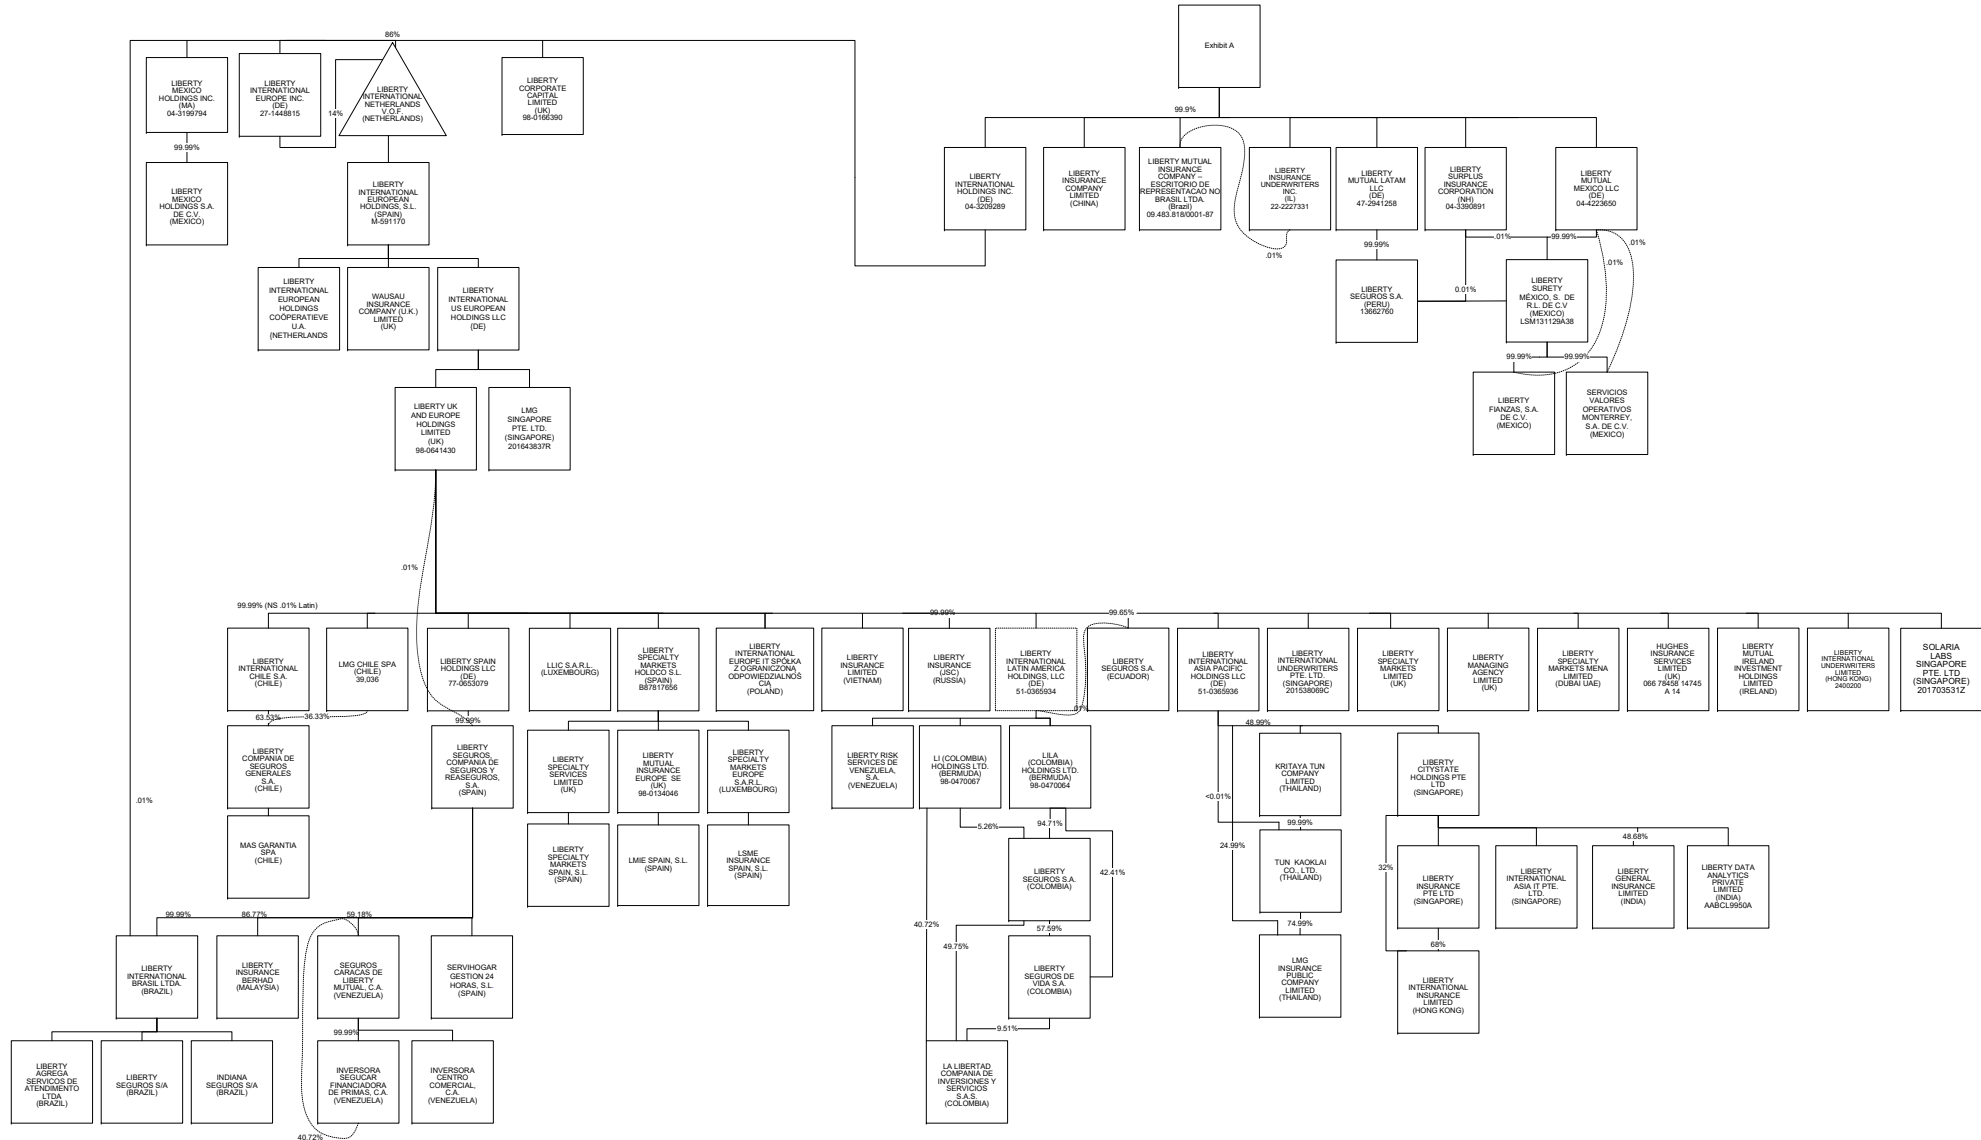 Exhibit A
86%
LIBERTY
MEXICO
HOLDINGS INC.
(MA)
04-3199794
LIBERTY
INTERNATIONAL
EUROPE INC.
(DE)
27-1448815
14%
LIBERTY
INTERNATIONAL
NETHERLANDS
V.O.F.
(NETHERLANDS)
LIBERTY
CORPORATE
CAPITAL
LIMITED
(UK)
98-0166390
99.9%
99.99%
LIBERTY
MEXICO
HOLDINGS S.A.
DE C.V.
(MEXICO)
LIBERTY
INTERNATIONAL
EUROPEAN
HOLDINGS, S.L.
(SPAIN)
M-591170
LIBERTY
INTERNATIONAL
HOLDINGS INC.
(DE)
04-3209289
LIBERTY
INSURANCE
COMPANY
LIMITED
(CHINA)
LIBERTY MUTUAL
INSURANCE
COMPANY –
ESCRITORIO DE
REPRESENTACAO NO
BRASIL LTDA.
(Brazil)
09.483.818/0001-87
LIBERTY
INSURANCE
UNDERWRITERS
INC.
(IL)
22-2227331
LIBERTY
MUTUAL LATAM
LLC
(DE)
47-2941258
LIBERTY
SURPLUS
INSURANCE
CORPORATION
(NH)
04-3390891
LIBERTY
MUTUAL
MEXICO LLC
(DE)
04-4223650
.01%
99.99%
.01%
99.99%
.01%
.01%
LIBERTY
INTERNATIONAL
EUROPEAN
HOLDINGS
COÖPERATIEVE
U.A.
(NETHERLANDS
WAUSAU
INSURANCE
COMPANY (U.K.)
LIMITED
(UK)
LIBERTY
INTERNATIONAL
US EUROPEAN
HOLDINGS LLC
(DE)
LIBERTY
SEGUROS S.A.
(PERU)
13662760
0.01%
LIBERTY
SURETY
MÉXICO, S. DE
R.L. DE C.V
(MEXICO)
LSM131129A38
99.99%
99.99%
LIBERTY
FIANZAS, S.A.
DE C.V.
(MEXICO)
SERVICIOS
VALORES
OPERATIVOS
MONTERREY,
S.A. DE C.V.
(MEXICO)
LIBERTY UK
AND EUROPE
HOLDINGS
LIMITED
(UK)
98-0641430
LMG
SINGAPORE
PTE. LTD.
(SINGAPORE)
201643837R
.01%
99.99% (NS .01% Latin)
99.99%
99.65%
LIBERTY
INTERNATIONAL
CHILE S.A.
(CHILE)
LMG CHILE SPA
(CHILE)
39,036
LIBERTY SPAIN
HOLDINGS LLC
(DE)
77-0653079
LLIC S.A.R.L.
(LUXEMBOURG)
LIBERTY
SPECIALTY
MARKETS
HOLDCO S.L.
(SPAIN)
B87817656
LIBERTY
INTERNATIONAL
EUROPE IT SPÓŁKA
Z OGRANICZONĄ
ODPOWIEDZIALNOŚ
CIĄ
(POLAND)
LIBERTY
INSURANCE
LIMITED
(VIETNAM)
LIBERTY
INSURANCE
(JSC)
(RUSSIA)
LIBERTY
INTERNATIONAL
LATIN AMERICA
HOLDINGS, LLC
(DE)
51-0365934
LIBERTY
SEGUROS S.A.
(ECUADOR)
LIBERTY
INTERNATIONAL
ASIA PACIFIC
HOLDINGS LLC
(DE)
51-0365936
LIBERTY
INTERNATIONAL
UNDERWRITERS
PTE. LTD.
(SINGAPORE)
201538069C
LIBERTY
SPECIALTY
MARKETS
LIMITED
(UK)
LIBERTY
MANAGING
AGENCY
LIMITED
(UK)
LIBERTY
SPECIALTY
MARKETS MENA
LIMITED
(DUBAI UAE)
HUGHES
INSURANCE
SERVICES
LIMITED
(UK)
066 78458 14745
A 14
LIBERTY
MUTUAL
IRELAND
INVESTMENT
HOLDINGS
LIMITED
(IRELAND)
LIBERTY
INTERNATIONAL
UNDERWRITERS
LIMITED
(HONG KONG)
2400200
SOLARIA
LABS
SINGAPORE
PTE. LTD
(SINGAPORE)
201703531Z
63.53%
36.33%
99.99%
.01%
48.99%
LIBERTY
COMPANIA DE
SEGUROS
GENERALES
S.A.
(CHILE)
LIBERTY
SEGUROS,
COMPANIA DE
SEGUROS Y
REASEGUROS,
S.A.
(SPAIN)
LIBERTY
SPECIALTY
SERVICES
LIMITED
(UK)
LIBERTY
MUTUAL
INSURANCE
EUROPE SE
(UK)
98-0134046
LIBERTY
SPECIALTY
MARKETS
EUROPE
S.A.R.L.
(LUXEMBOURG)
LIBERTY RISK
SERVICES DE
VENEZUELA,
S.A.
(VENEZUELA)
LI (COLOMBIA)
HOLDINGS LTD.
(BERMUDA)
98-0470067
LILA
(COLOMBIA)
HOLDINGS LTD.
(BERMUDA)
98-0470064
KRITAYA TUN
COMPANY
LIMITED
(THAILAND)
LIBERTY
CITYSTATE
HOLDINGS PTE
LTD
(SINGAPORE)
.01%
<0.01%
5.26%
94.71%
99.99%
48.68%
MAS GARANTIA
SPA
(CHILE)
LIBERTY
SPECIALTY
MARKETS
SPAIN, S.L.
(SPAIN)
LMIE SPAIN, S.L.
(SPAIN)
LSME
INSURANCE
SPAIN, S.L.
(SPAIN)
LIBERTY
SEGUROS S.A.
(COLOMBIA)
42.41%
24.99%
TUN KAOKLAI
CO., LTD.
(THAILAND)
32%
LIBERTY
INSURANCE
PTE LTD
(SINGAPORE)
LIBERTY
INTERNATIONAL
ASIA IT PTE.
LTD.
(SINGAPORE)
LIBERTY
GENERAL
INSURANCE
LIMITED
(INDIA)
LIBERTY DATA
ANALYTICS
PRIVATE
LIMITED
(INDIA)
AABCL9950A
99.99%
86.77%
59.18%
40.72%
49.75%
57.59%
74.99%
68%
LIBERTY
INTERNATIONAL
BRASIL LTDA.
(BRAZIL)
LIBERTY
INSURANCE
BERHAD
(MALAYSIA)
SEGUROS
CARACAS DE
LIBERTY
MUTUAL, C.A.
(VENEZUELA)
SERVIHOGAR
GESTION 24
HORAS, S.L.
(SPAIN)
LIBERTY
SEGUROS DE
VIDA S.A.
(COLOMBIA)
LMG
INSURANCE
PUBLIC
COMPANY
LIMITED
(THAILAND)
LIBERTY
INTERNATIONAL
INSURANCE
LIMITED
(HONG KONG)
99.99%
9.51%
LIBERTY
AGREGA
SERVICOS DE
ATENDIMENTO
LTDA
(BRAZIL)
LIBERTY
SEGUROS S/A
(BRAZIL)
INDIANA
SEGUROS S/A
(BRAZIL)
INVERSORA
SEGUCAR
FINANCIADORA
DE PRIMAS, C.A.
(VENEZUELA)
INVERSORA
CENTRO
COMERCIAL,
C.A.
(VENEZUELA)
LA LIBERTAD
COMPANIA DE
INVERSIONES Y
SERVICIOS
S.A.S.
(COLOMBIA)
40.72%